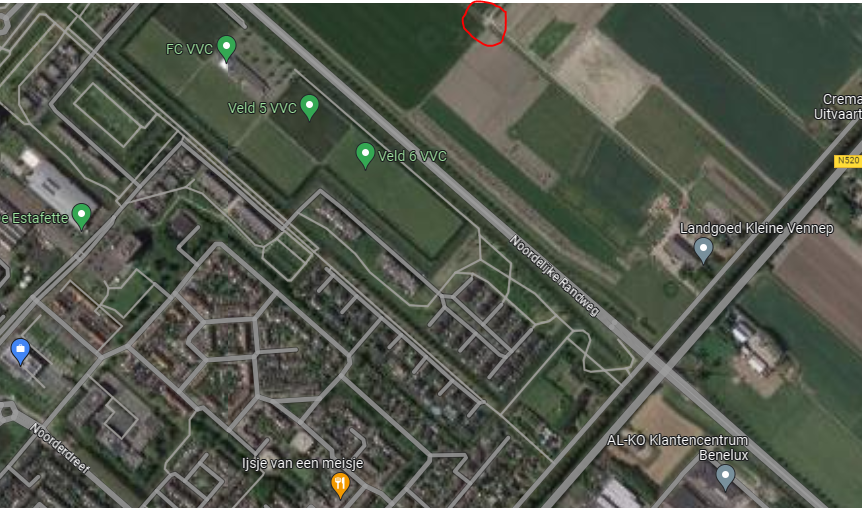 FC VVC
Veld 5 VVC
Veld 6 VVC
Crema
Uitvaart
N520
e Estafette
Landgoed Kleine Vennep
Noordelijke Randweg
Noorderdreef
AL-KO Klantencentrum
Benelux
Ijsje van een meisje